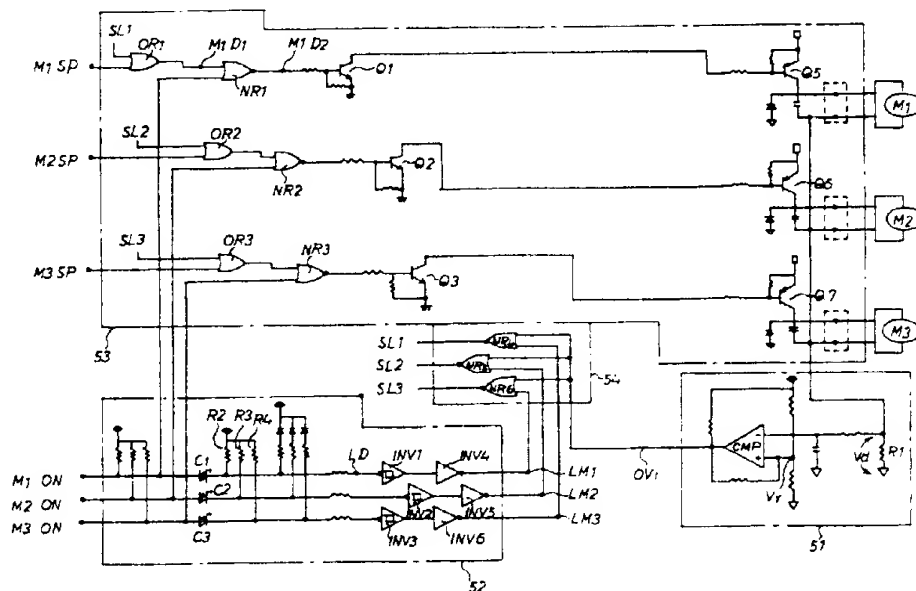 SL1
OR1
M1 D1
M1 D2
M1 SP
NR1
Q1
Q5
M1
SL2
OR2
M2 SP
NR2
Q2
Q6
M2
SL3
OR3
NR3
M3 SP
Q3
Q7
M3
53
SL1
SL2
SL3
54
R2
R3
R4
C1
LD
INV1
INV4
M1 ON
LM1
OV1
CMP
Vd
R1
C2
M2 ON
INV2
INV5
LM2
Vr
M3 ON
C3
INV3
INV6
LM3
51
52